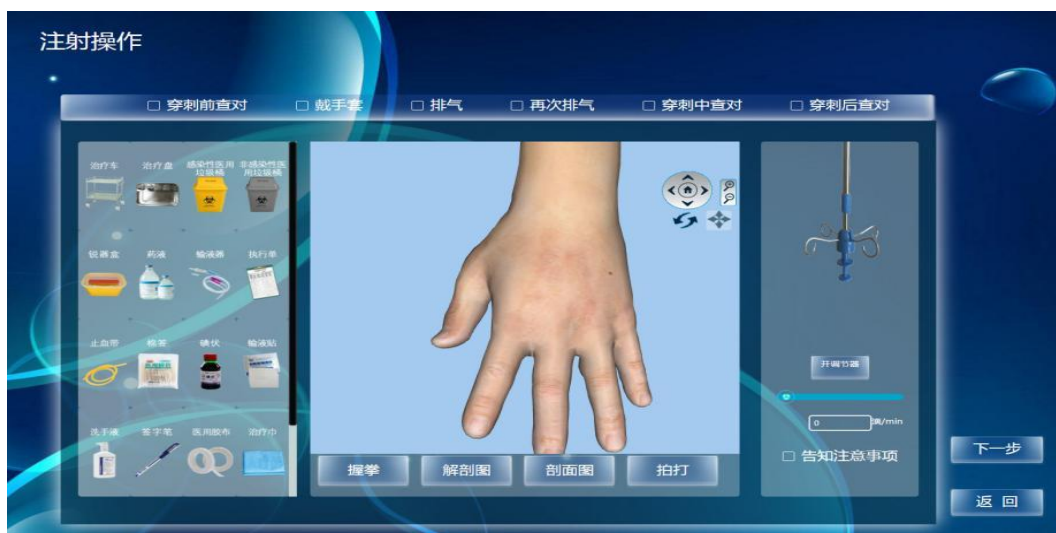 注射操作
穿刺前查对 戴手套 排气 再次排气 穿刺中查对 穿刺后查对
治疗车 治疗盘 感染性医用垃圾桶 非感染性医用垃圾桶
锐器盒 药液 输液器 执行单
止血带 棉签 碘伏 输液贴
洗手液 签字笔 医用胶布 治疗巾
握拳 解剖图 剖面图 拍打
开调节器
0 滴/min
告知注意事项
下一步
返回